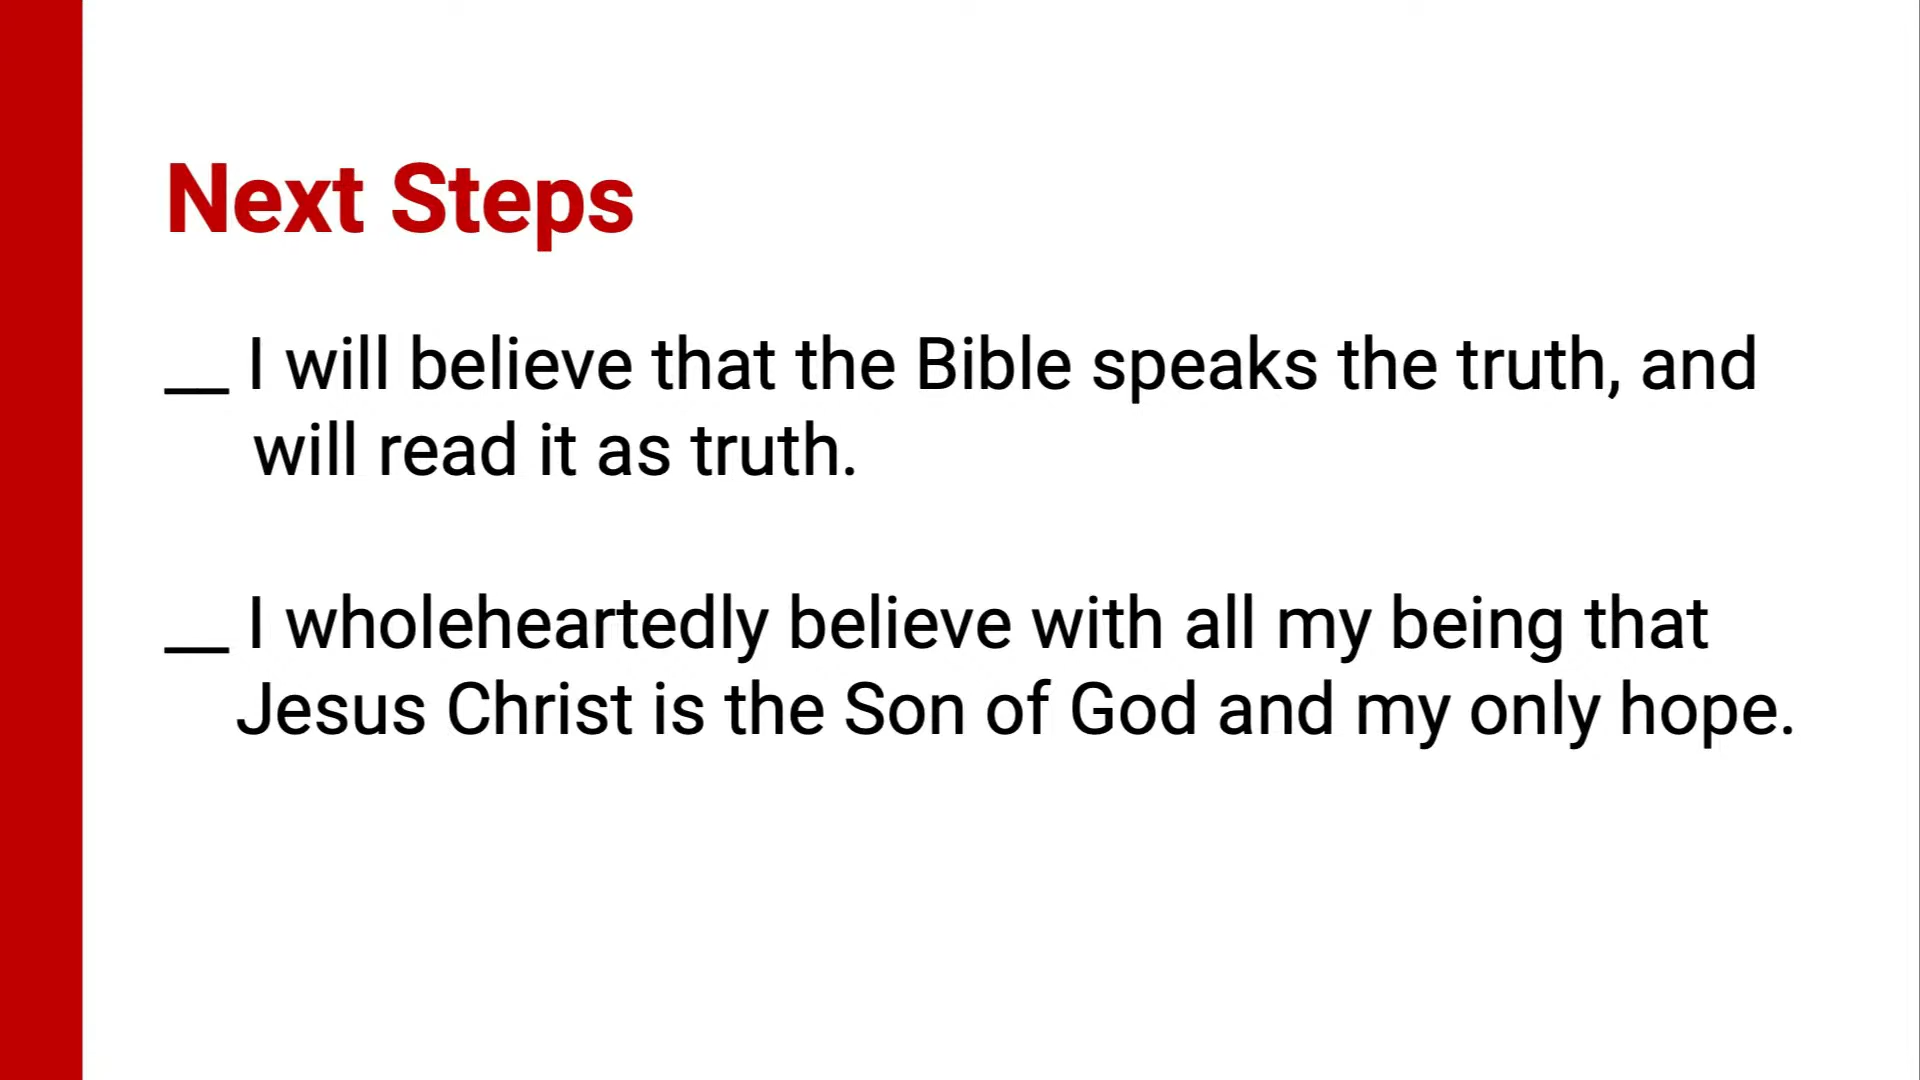 Next Steps
__ I will believe that the Bible speaks the truth, and
will read it as truth.
__ I wholeheartedly believe with all my being that
Jesus Christ is the Son of God and my only hope.